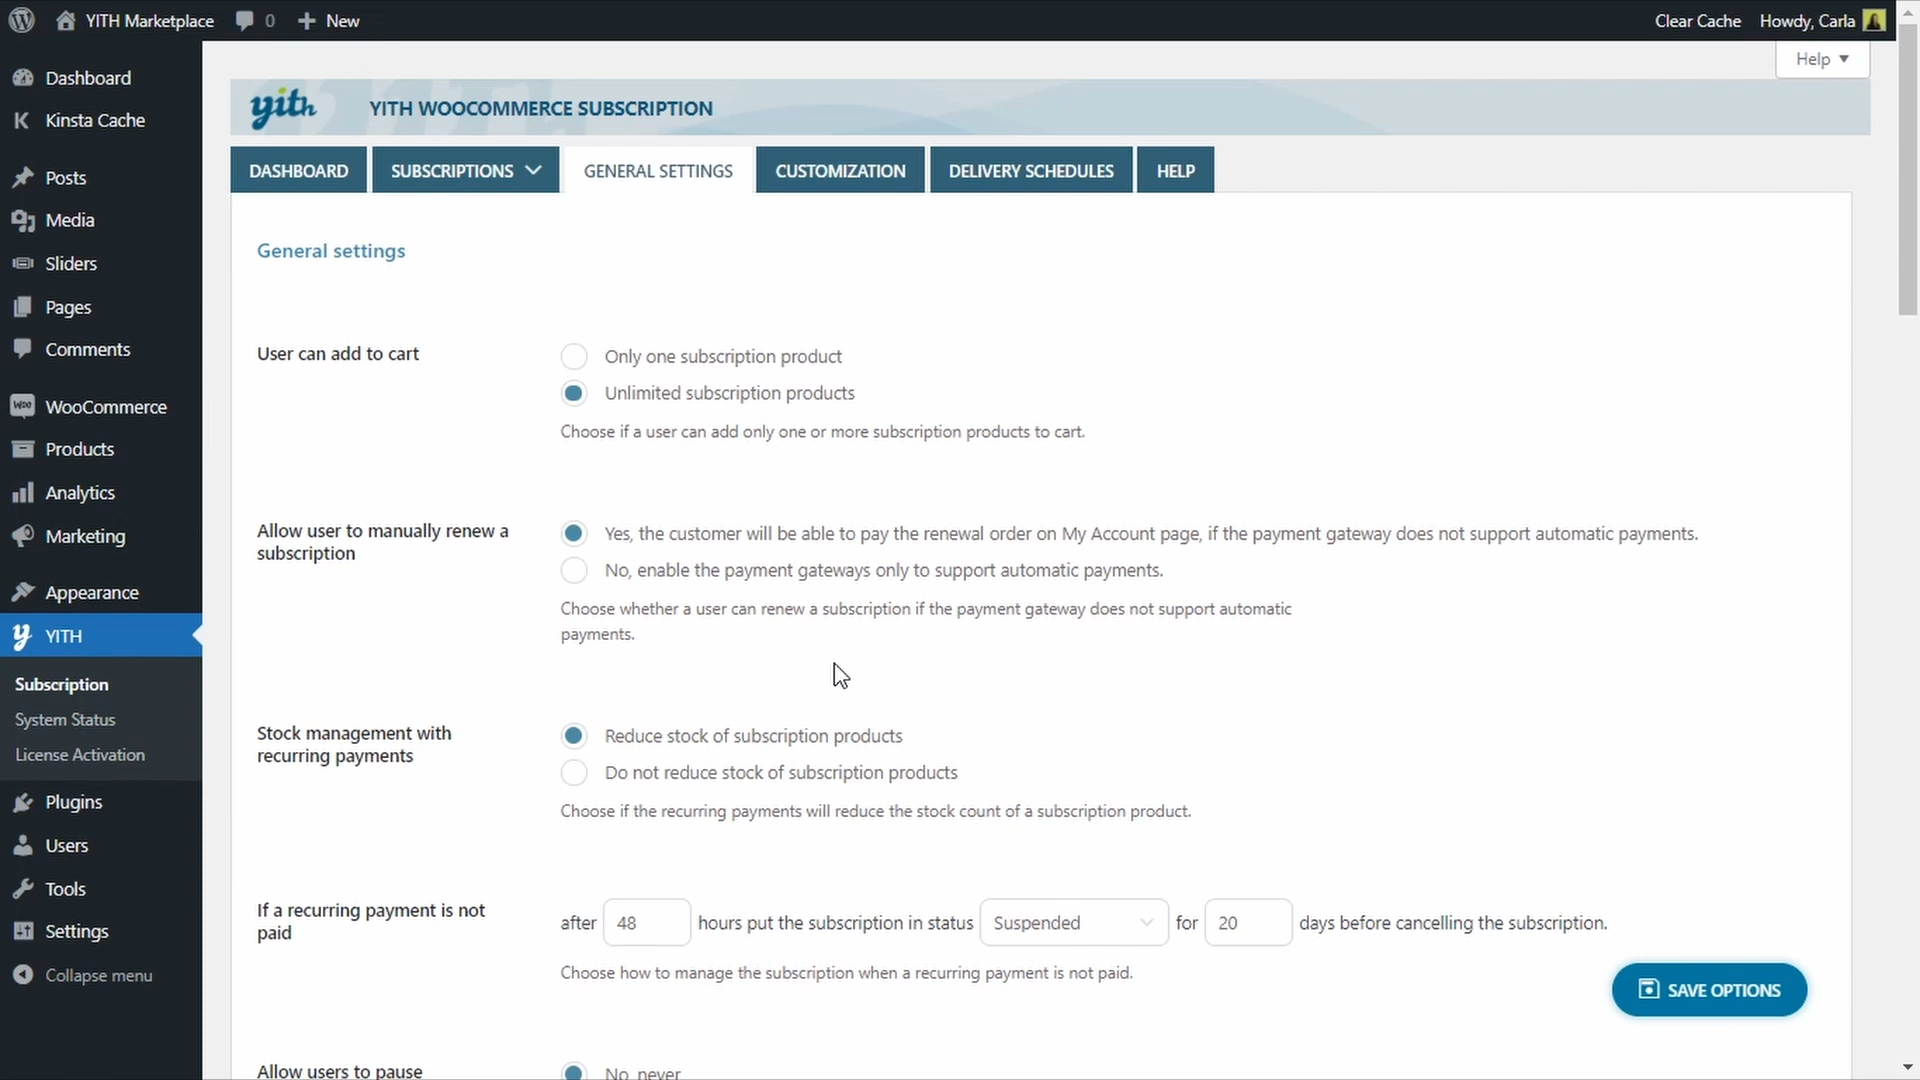 YITH Marketplace
0
New
Clear Cache
Howdy, Carla
Help
Dashboard
Kinsta Cache
Posts
Media
Sliders
Pages
Comments
WooCommerce
Products
Analytics
Marketing
Appearance
YITH
Subscription
System Status
License Activation
Plugins
Users
Tools
Settings
Collapse menu
yith
YITH WOOCOMMERCE SUBSCRIPTION
DASHBOARD
SUBSCRIPTIONS
GENERAL SETTINGS
CUSTOMIZATION
DELIVERY SCHEDULES
HELP
General settings
User can add to cart
Only one subscription product
Unlimited subscription products
Choose if a user can add only one or more subscription products to cart.
Allow user to manually renew a
subscription
Yes, the customer will be able to pay the renewal order on My Account page, if the payment gateway does not support automatic payments.
No, enable the payment gateways only to support automatic payments.
Choose whether a user can renew a subscription if the payment gateway does not support automatic
payments.
Stock management with
recurring payments
Reduce stock of subscription products
Do not reduce stock of subscription products
Choose if the recurring payments will reduce the stock count of a subscription product.
If a recurring payment is not
paid
after 48 hours put the subscription in status Suspended for 20 days before cancelling the subscription.
Choose how to manage the subscription when a recurring payment is not paid.
SAVE OPTIONS
Allow users to pause
No, never